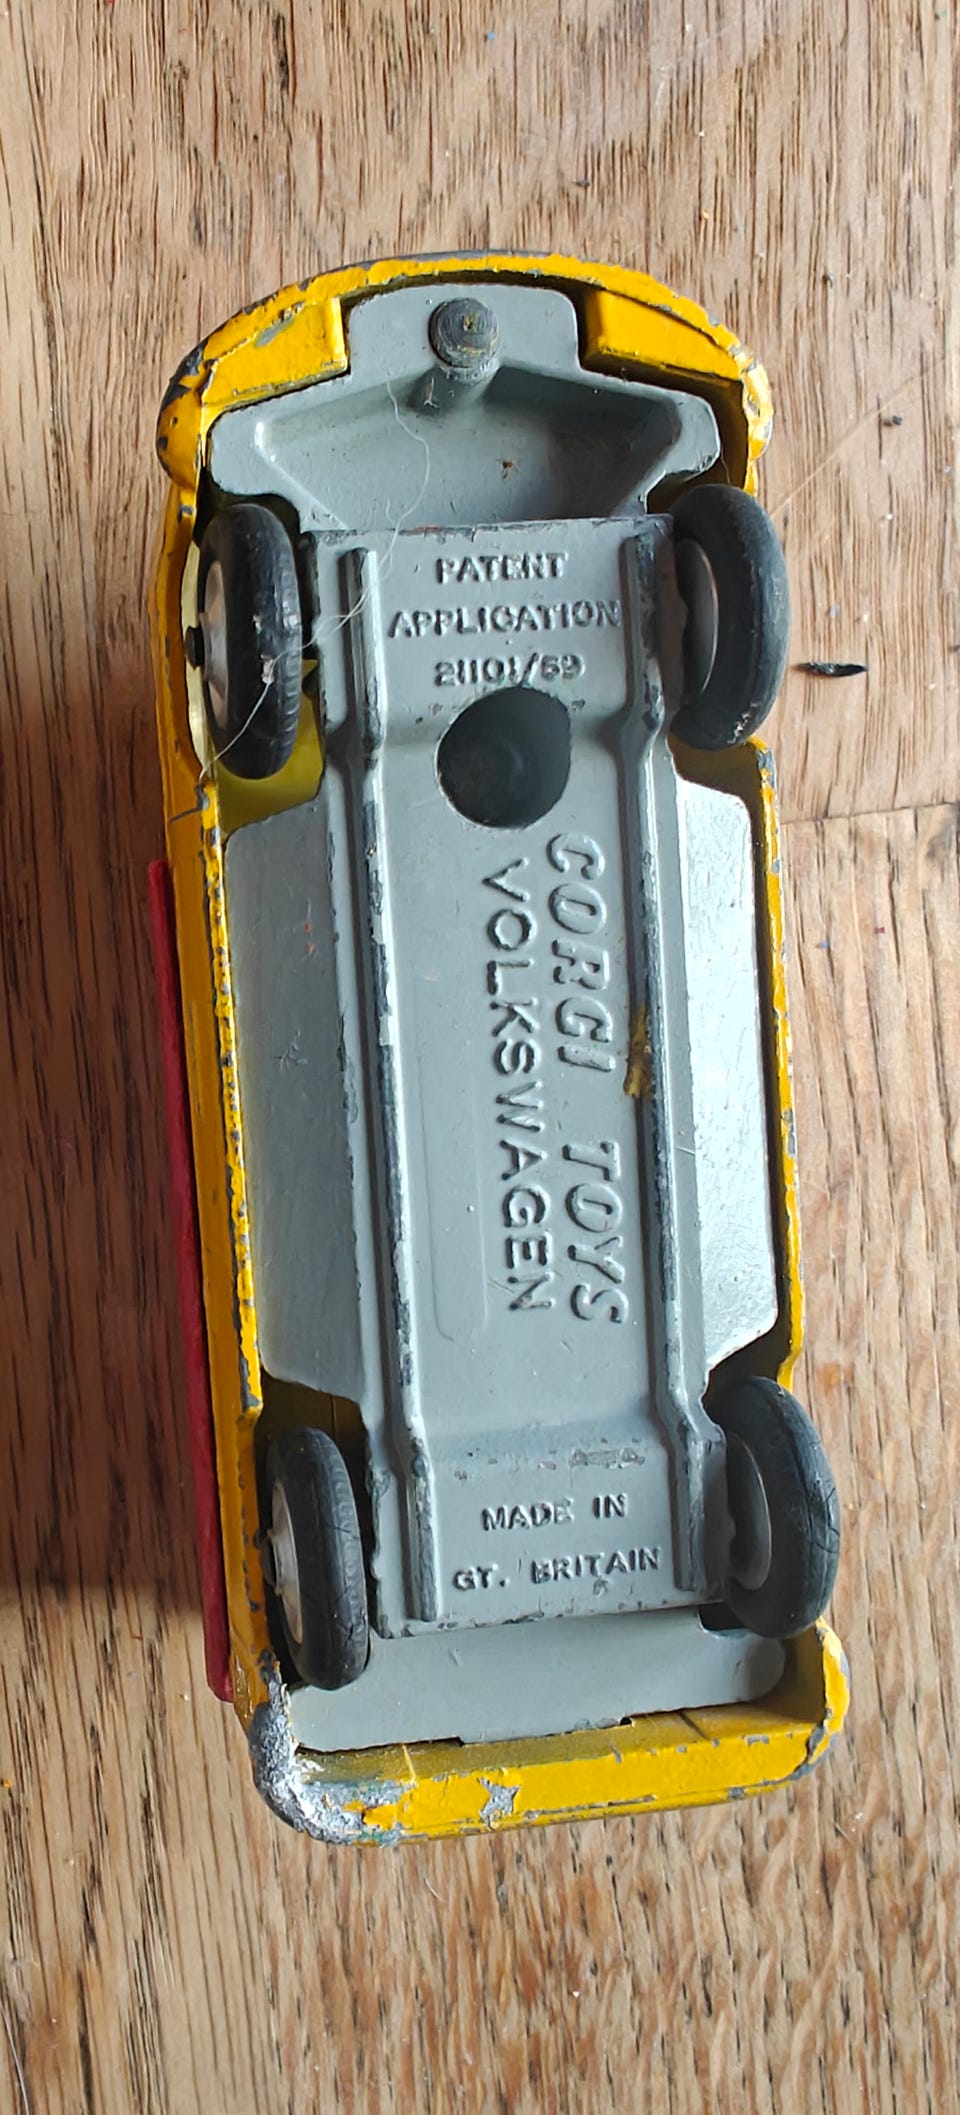 PATENT
APPLICATION
21101/59
CORGI TOYS
VOLKSWAGEN
MADE IN
GT. BRITAIN